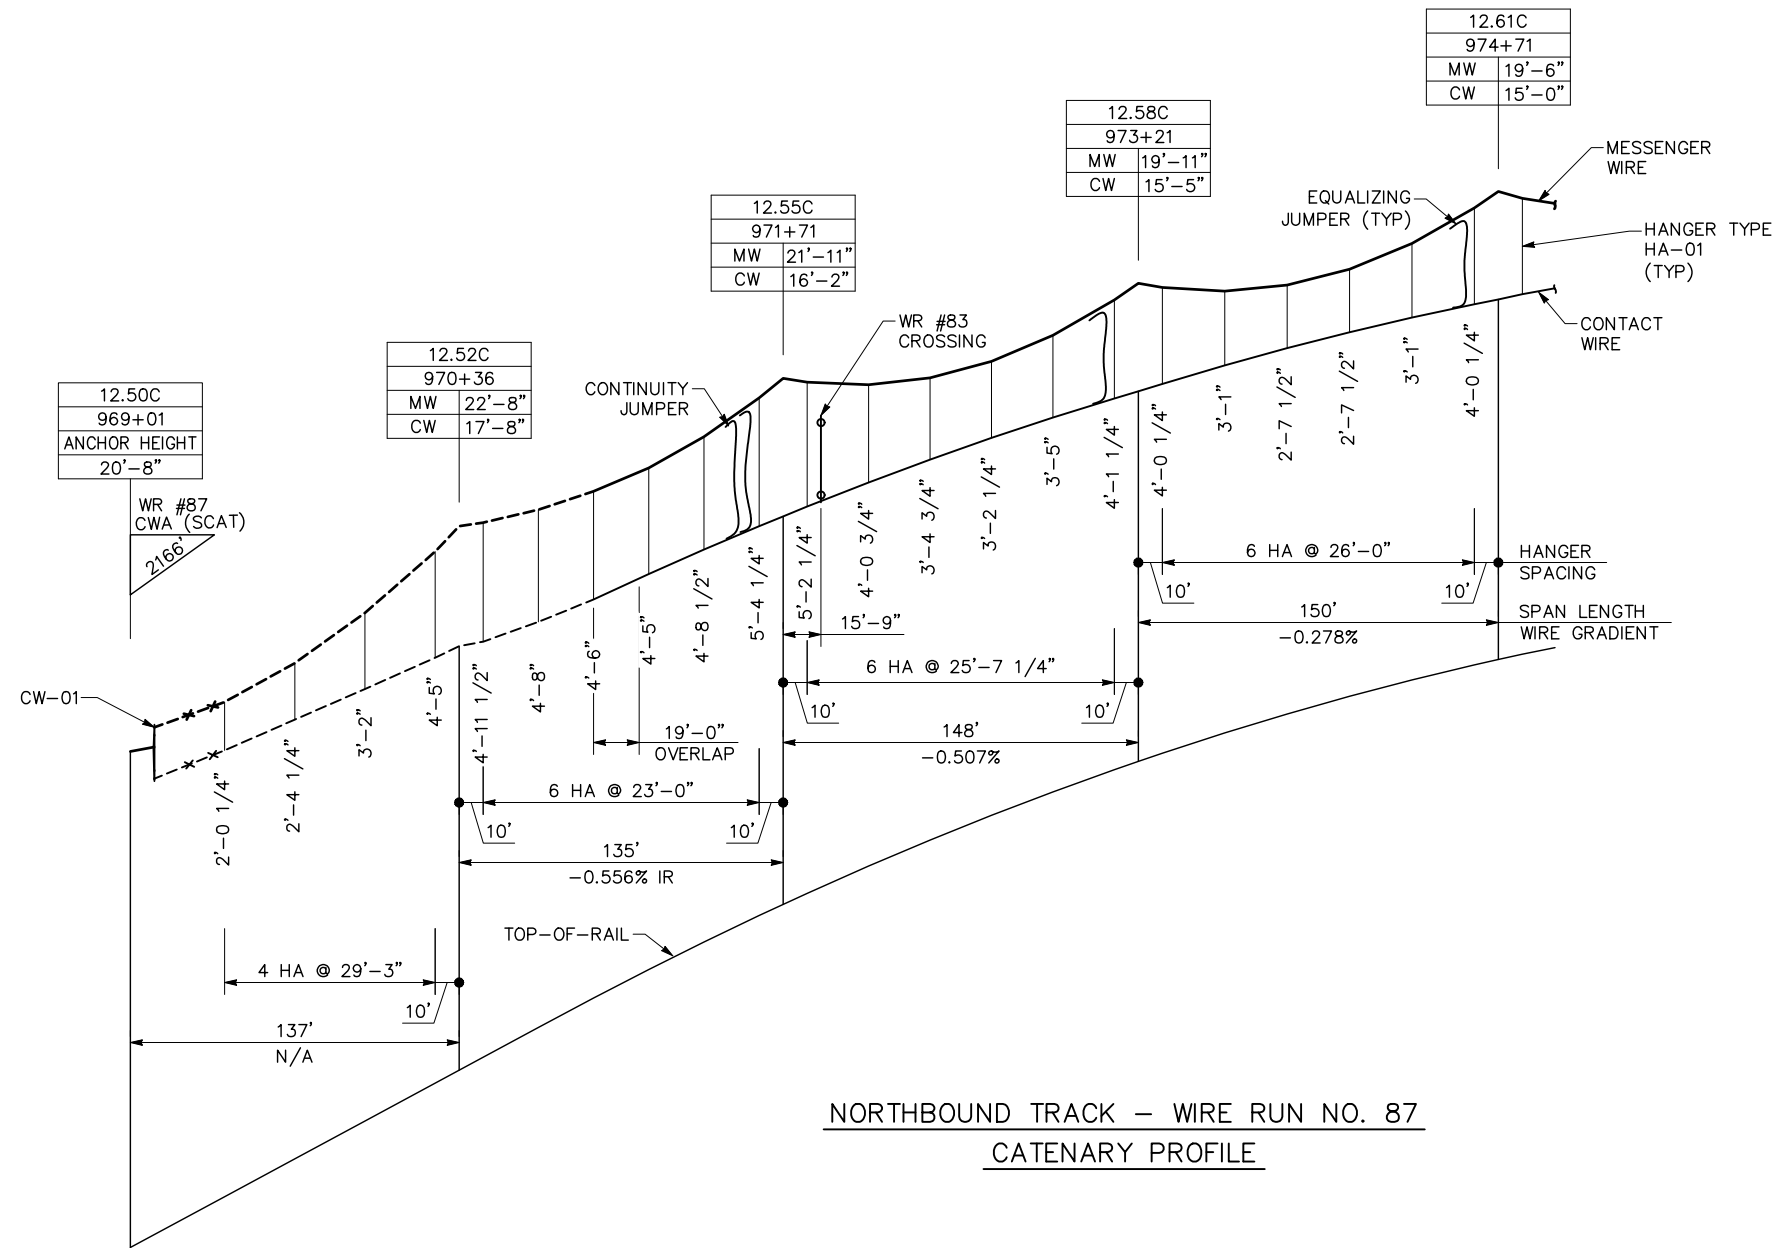 12.61C
974+71
MW 19'-6"
CW 15'-0"
12.58C
973+21
MW 19'-11"
CW 15'-5"
MESSENGER
WIRE
EQUALIZING
JUMPER (TYP)
HANGER TYPE
HA-01
(TYP)
CONTACT
WIRE
12.55C
971+71
MW 21'-11"
CW 16'-2"
WR #83
CROSSING
12.52C
970+36
MW 22'-8"
CW 17'-8"
CONTINUITY
JUMPER
12.50C
969+01
ANCHOR HEIGHT
20'-8"
WR #87
CWA (SCAT)
2166'
CW-01
2'-0 1/4"
2'-4 1/4"
3'-2"
4'-5"
4'-11 1/2"
4'-8"
4'-6"
4'-5"
4'-8 1/2"
5'-4 1/4"
5'-2 1/4"
4'-0 3/4"
3'-4 3/4"
3'-2 1/4"
3'-5"
4'-1 1/4"
4'-0 1/4"
3'-1"
2'-7 1/2"
2'-7 1/2"
3'-1"
4'-0 1/4"
6 HA @ 26'-0"
HANGER
SPACING
10'
10'
150'
-0.278%
SPAN LENGTH
WIRE GRADIENT
15'-9"
6 HA @ 25'-7 1/4"
10'
10'
148'
-0.507%
19'-0"
OVERLAP
6 HA @ 23'-0"
10'
10'
135'
-0.556% IR
TOP-OF-RAIL
4 HA @ 29'-3"
10'
137'
N/A
NORTHBOUND TRACK - WIRE RUN NO. 87
CATENARY PROFILE